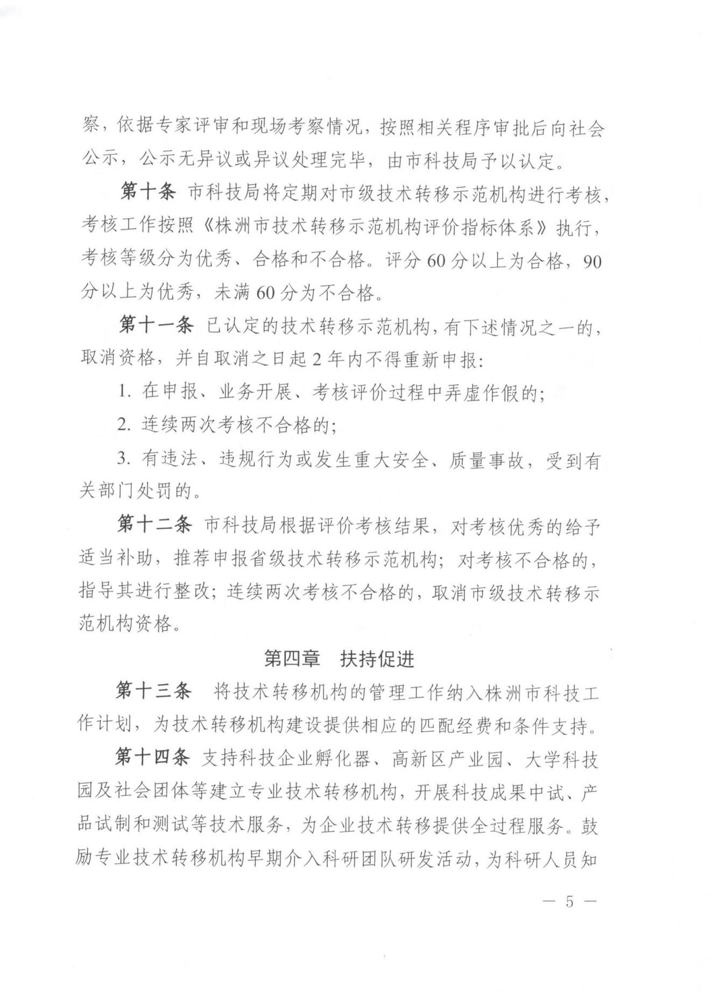 察，依据专家评审和现场考察情况，按照相关程序审批后向社会
公示，公示无异议或异议处理完毕，由市科技局予以认定。
第十条 市科技局将定期对市级技术转移示范机构进行考核，
考核工作按照《株洲市技术转移示范机构评价指标体系》执行，
考核等级分为优秀、合格和不合格。评分 60 分以上为合格，90
分以上为优秀，未满 60 分为不合格。
第十一条 已认定的技术转移示范机构，有下述情况之一的，
取消资格，并自取消之日起 2 年内不得重新申报：
1. 在申报、业务开展、考核评价过程中弄虚作假的；
2. 连续两次考核不合格的；
3. 有违法、违规行为或发生重大安全、质量事故，受到有
关部门处罚的。
第十二条 市科技局根据评价考核结果，对考核优秀的给予
适当补助，推荐申报省级技术转移示范机构；对考核不合格的，
指导其进行整改；连续两次考核不合格的，取消市级技术转移示
范机构资格。
第四章 扶持促进
第十三条 将技术转移机构的管理工作纳入株洲市科技工
作计划，为技术转移机构建设提供相应的匹配经费和条件支持。
第十四条 支持科技企业孵化器、高新区产业园、大学科技
园及社会团体等建立专业技术转移机构，开展科技成果中试、产
品试制和测试等技术服务，为企业技术转移提供全过程服务。鼓
励专业技术转移机构早期介入科研团队研发活动，为科研人员知
— 5 —